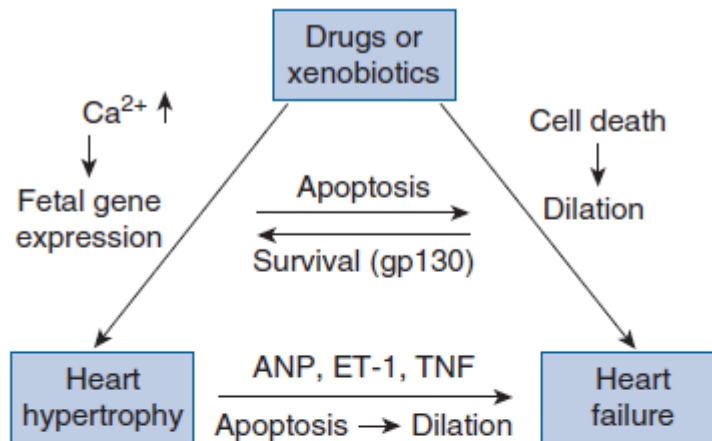 Drugs or
xenobiotics
Ca²⁺ ↑
Cell death
Fetal gene
expression
Apoptosis
Dilation
Survival (gp130)
Heart
hypertrophy
ANP, ET-1, TNF
Apoptosis → Dilation
Heart
failure